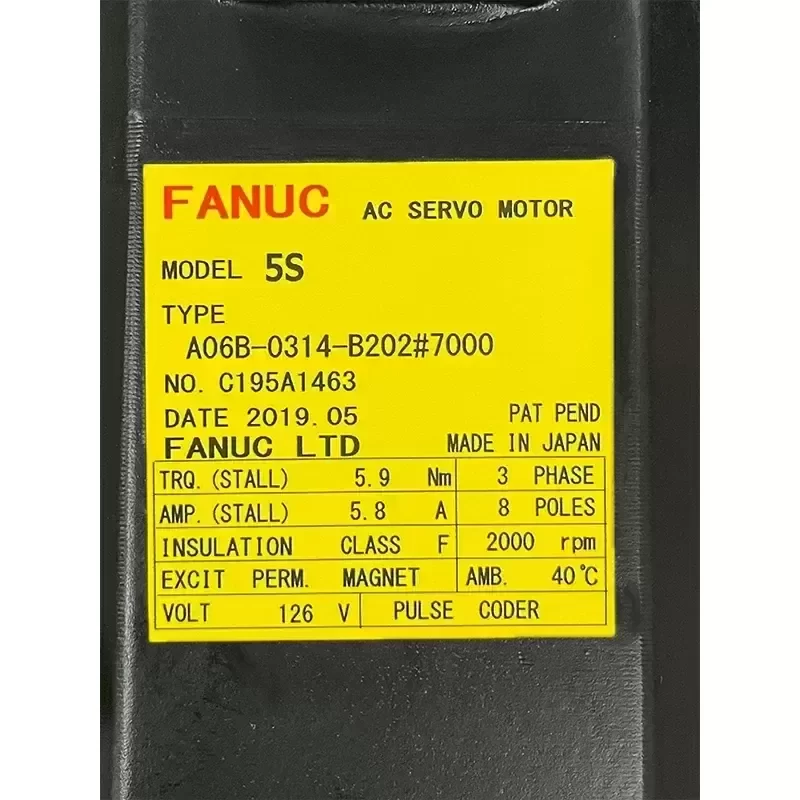 FANUC AC SERVO MOTOR
MODEL 5S
TYPE
A06B-0314-B202#7000
NO. C195A1463
DATE 2019.05 PAT PEND
FANUC LTD MADE IN JAPAN
TRQ. (STALL) 5.9 Nm 3 PHASE
AMP. (STALL) 5.8 A 8 POLES
INSULATION CLASS F 2000 rpm
EXCIT PERM. MAGNET AMB. 40℃
VOLT 126 V PULSE CODER